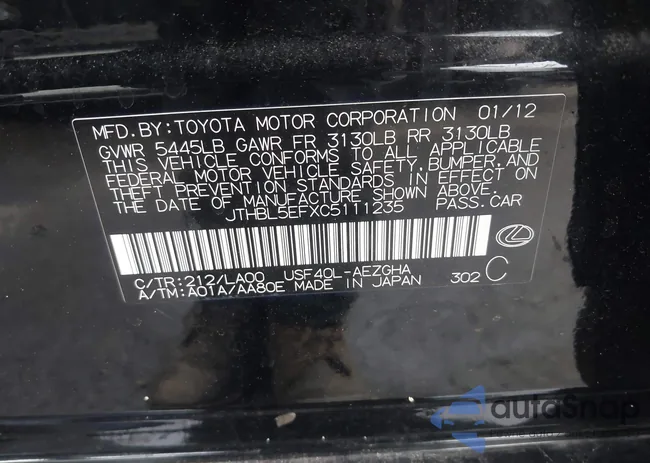 MFD.BY:TOYOTA MOTOR CORPORATION 01/12
GVWR 5445LB GAWR FR 3130LB RR 3130LB
THIS VEHICLE CONFORMS TO ALL APPLICABLE
FEDERAL MOTOR VEHICLE SAFETY,BUMPER,AND
THEFT PREVENTION STANDARDS IN EFFECT ON
THE DATE OF MANUFACTURE SHOWN ABOVE.
JTHBL5EFXC5111235 PASS.CAR
C/TR:212/LA00 USF40L-AEZGHA
A/TM:A01A/AA80E MADE IN JAPAN 302 C
autoSnap